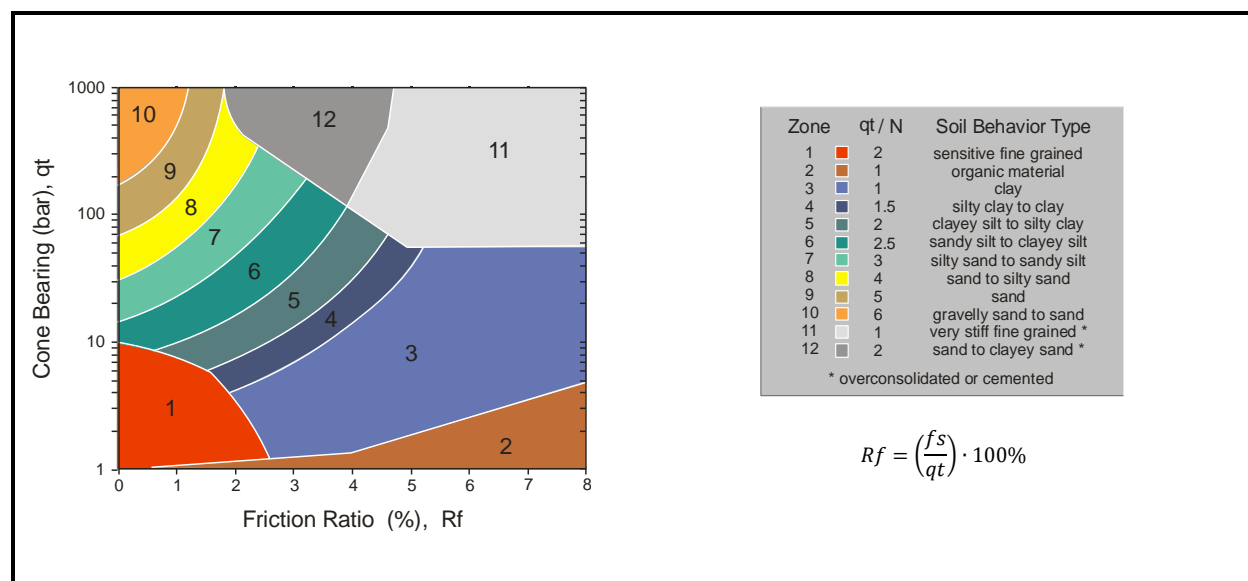 1000
100
10
1
Cone Bearing (bar), qt
10
12
11
9
8
7
6
5
4
3
1
2
0 1 2 3 4 5 6 7 8
Friction Ratio (%), Rf
Zone qt / N Soil Behavior Type
1 2 sensitive fine grained
2 1 organic material
3 1 clay
4 1.5 silty clay to clay
5 2 clayey silt to silty clay
6 2.5 sandy silt to clayey silt
7 3 silty sand to sandy silt
8 4 sand to silty sand
9 5 sand
10 6 gravelly sand to sand
11 1 very stiff fine grained *
12 2 sand to clayey sand *
* overconsolidated or cemented
Rf = (fs/qt) · 100%